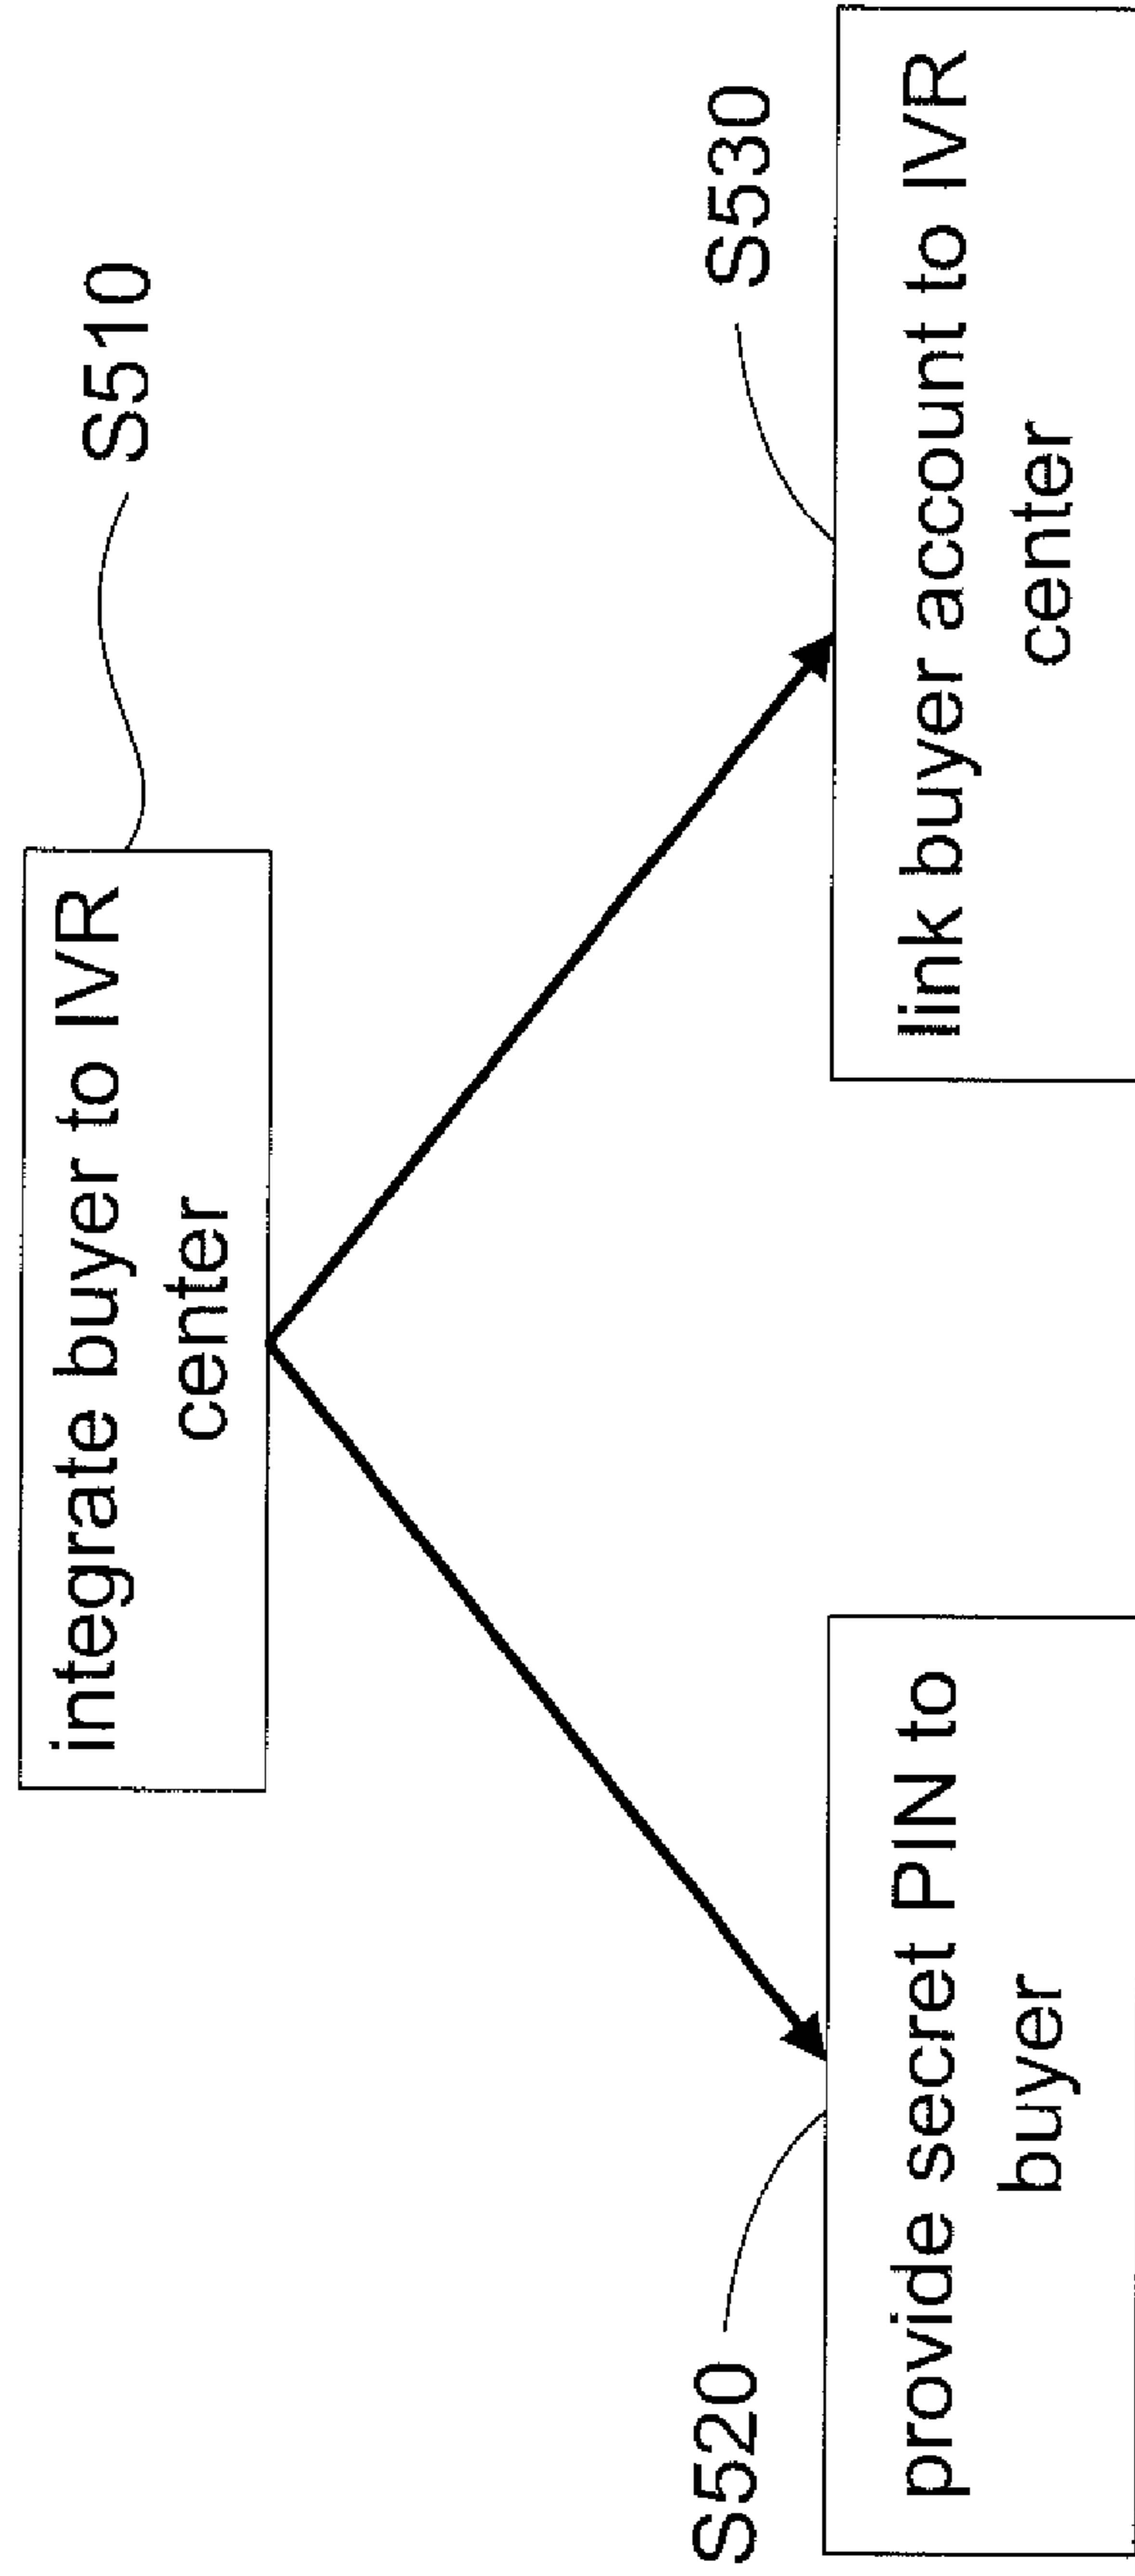 integrate buyer to IVR
center
S510
S520
provide secret PIN to
buyer
S530
link buyer account to IVR
center